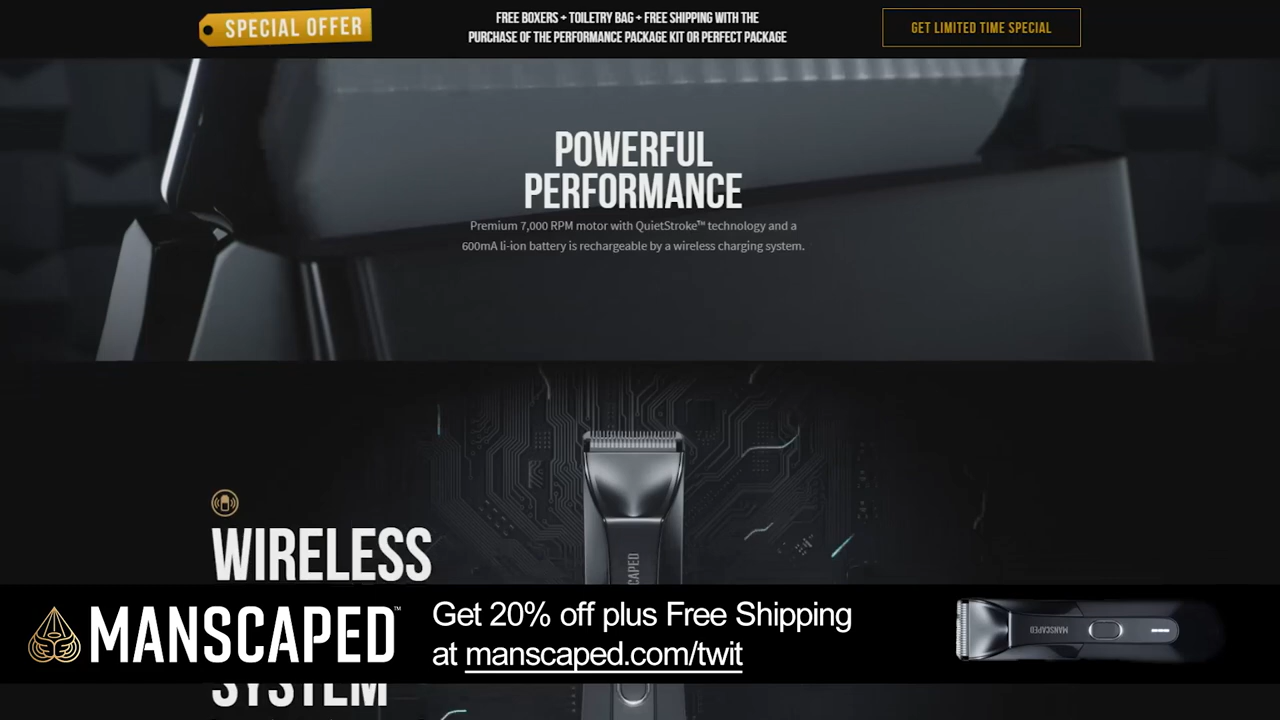 SPECIAL OFFER
FREE BOXERS + TOILETRY BAG + FREE SHIPPING WITH THE
PURCHASE OF THE PERFORMANCE PACKAGE KIT OR PERFECT PACKAGE
GET LIMITED TIME SPECIAL
POWERFUL
PERFORMANCE
Premium 7,000 RPM motor with QuietStroke™ technology and a
600mA li-ion battery is rechargeable by a wireless charging system.
WIRELESS
MANSCAPED™
Get 20% off plus Free Shipping
at manscaped.com/twit
MANSCAPED
SYSTEM